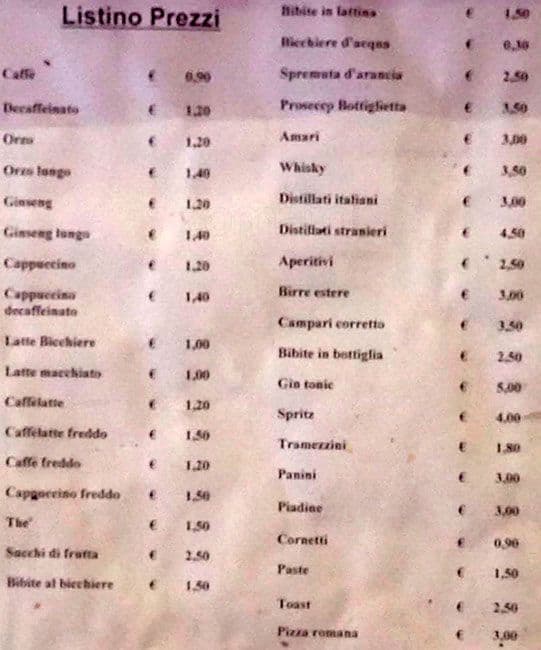 Listino Prezzi
Caffè € 0,90
Decaffeinato € 1,20
Orzo € 1,20
Orzo lungo € 1,40
Ginseng € 1,20
Ginseng lungo € 1,40
Cappuccino € 1,20
Cappuccino € 1,40
decaffeinato
Latte Bicchiere € 1,00
Latte macchiato € 1,00
Caffelatte € 1,20
Caffelatte freddo € 1,50
Caffe freddo € 1,20
Cappuccino freddo € 1,50
The' € 1,50
Succhi di frutta € 2,50
Bibite al bicchiere € 1,50
Bibite in lattina € 1,50
Bicchiere d'acqua € 0,30
Spremuta d'arancia € 2,50
Prosecco Bottiglietta € 3,50
Amari € 3,00
Whisky € 3,50
Distillati italiani € 3,00
Distillati stranieri € 4,50
Aperitivi € 2,50
Birre estere € 3,00
Campari corretto € 3,50
Bibite in bottiglia € 2,50
Gin tonic € 5,00
Spritz € 4,00
Tramezzini € 1,80
Panini € 3,00
Piadine € 3,00
Cornetti € 0,90
Paste € 1,50
Toast € 2,50
Pizza romana € 3,00